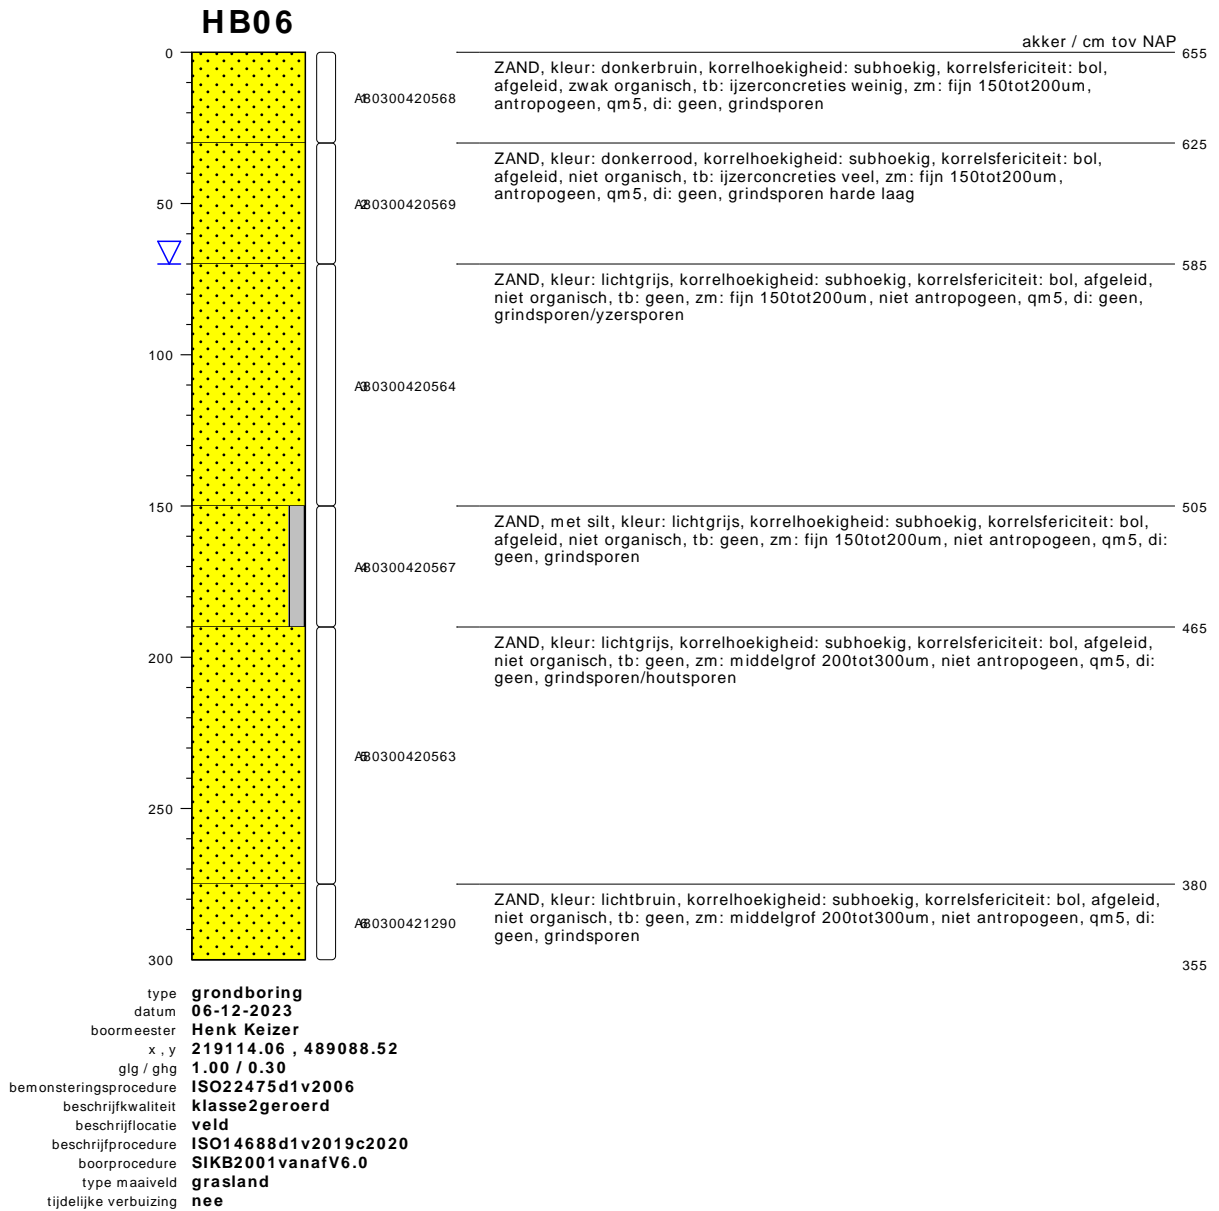 HB06
akker / cm tov NAP
0
655
ZAND, kleur: donkerbruin, korrelhoekigheid: subhoekig, korrelsfericiteit: bol,
afgeleid, zwak organisch, tb: ijzerconcreties weinig, zm: fijn 150tot200um,
antropogeen, qm5, di: geen, grindsporen
0300420568
625
ZAND, kleur: donkerrood, korrelhoekigheid: subhoekig, korrelsfericiteit: bol,
afgeleid, niet organisch, tb: ijzerconcreties veel, zm: fijn 150tot200um,
antropogeen, qm5, di: geen, grindsporen harde laag
50
0300420569
585
ZAND, kleur: lichtgrijs, korrelhoekigheid: subhoekig, korrelsfericiteit: bol, afgeleid,
niet organisch, tb: geen, zm: fijn 150tot200um, niet antropogeen, qm5, di: geen,
grindsporen/yzersporen
100
0300420564
150
505
ZAND, met silt, kleur: lichtgrijs, korrelhoekigheid: subhoekig, korrelsfericiteit: bol,
afgeleid, niet organisch, tb: geen, zm: fijn 150tot200um, niet antropogeen, qm5, di:
geen, grindsporen
0300420567
465
ZAND, kleur: lichtgrijs, korrelhoekigheid: subhoekig, korrelsfericiteit: bol, afgeleid,
niet organisch, tb: geen, zm: middelgrof 200tot300um, niet antropogeen, qm5, di:
geen, grindsporen/houtsporen
200
0300420563
250
380
ZAND, kleur: lichtbruin, korrelhoekigheid: subhoekig, korrelsfericiteit: bol, afgeleid,
niet organisch, tb: geen, zm: middelgrof 200tot300um, niet antropogeen, qm5, di:
geen, grindsporen
0300421290
300
355
type grondboring
datum 06-12-2023
boormeester Henk Keizer
x , y 219114.06 , 489088.52
glg / ghg 1.00 / 0.30
bemonsteringsprocedure ISO22475d1v2006
beschrijfkwaliteit klasse2geroerd
beschrijflocatie veld
beschrijfprocedure ISO14688d1v2019c2020
boorprocedure SIKB2001vanafV6.0
type maaiveld grasland
tijdelijke verbuizing nee